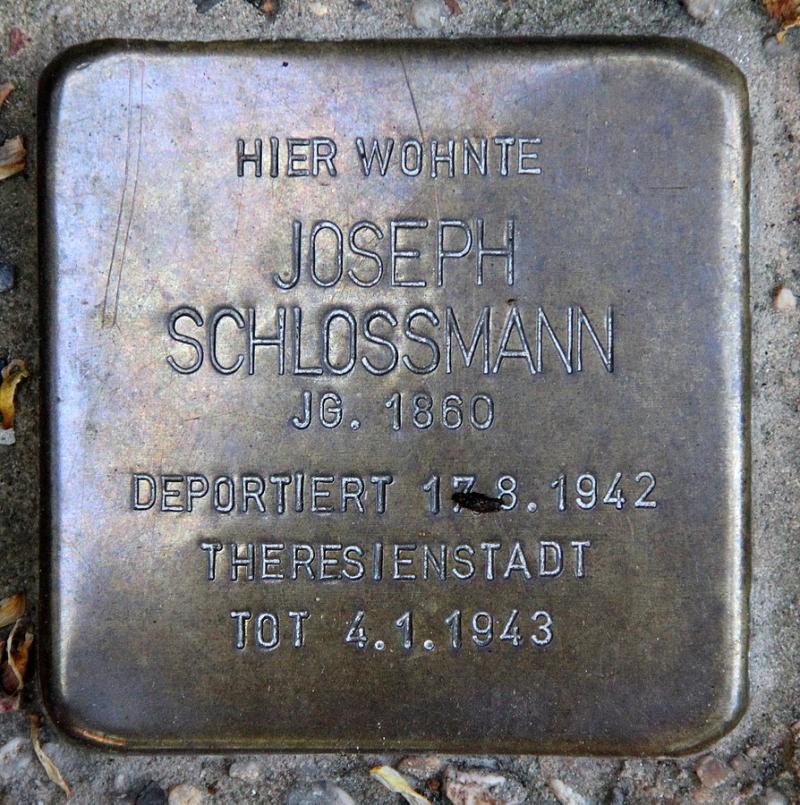 HIER WOHNTE
JOSEPH
SCHLOSSMANN
JG. 1860
DEPORTIERT 17.8.1942
THERESIENSTADT
TOT 4.1.1943